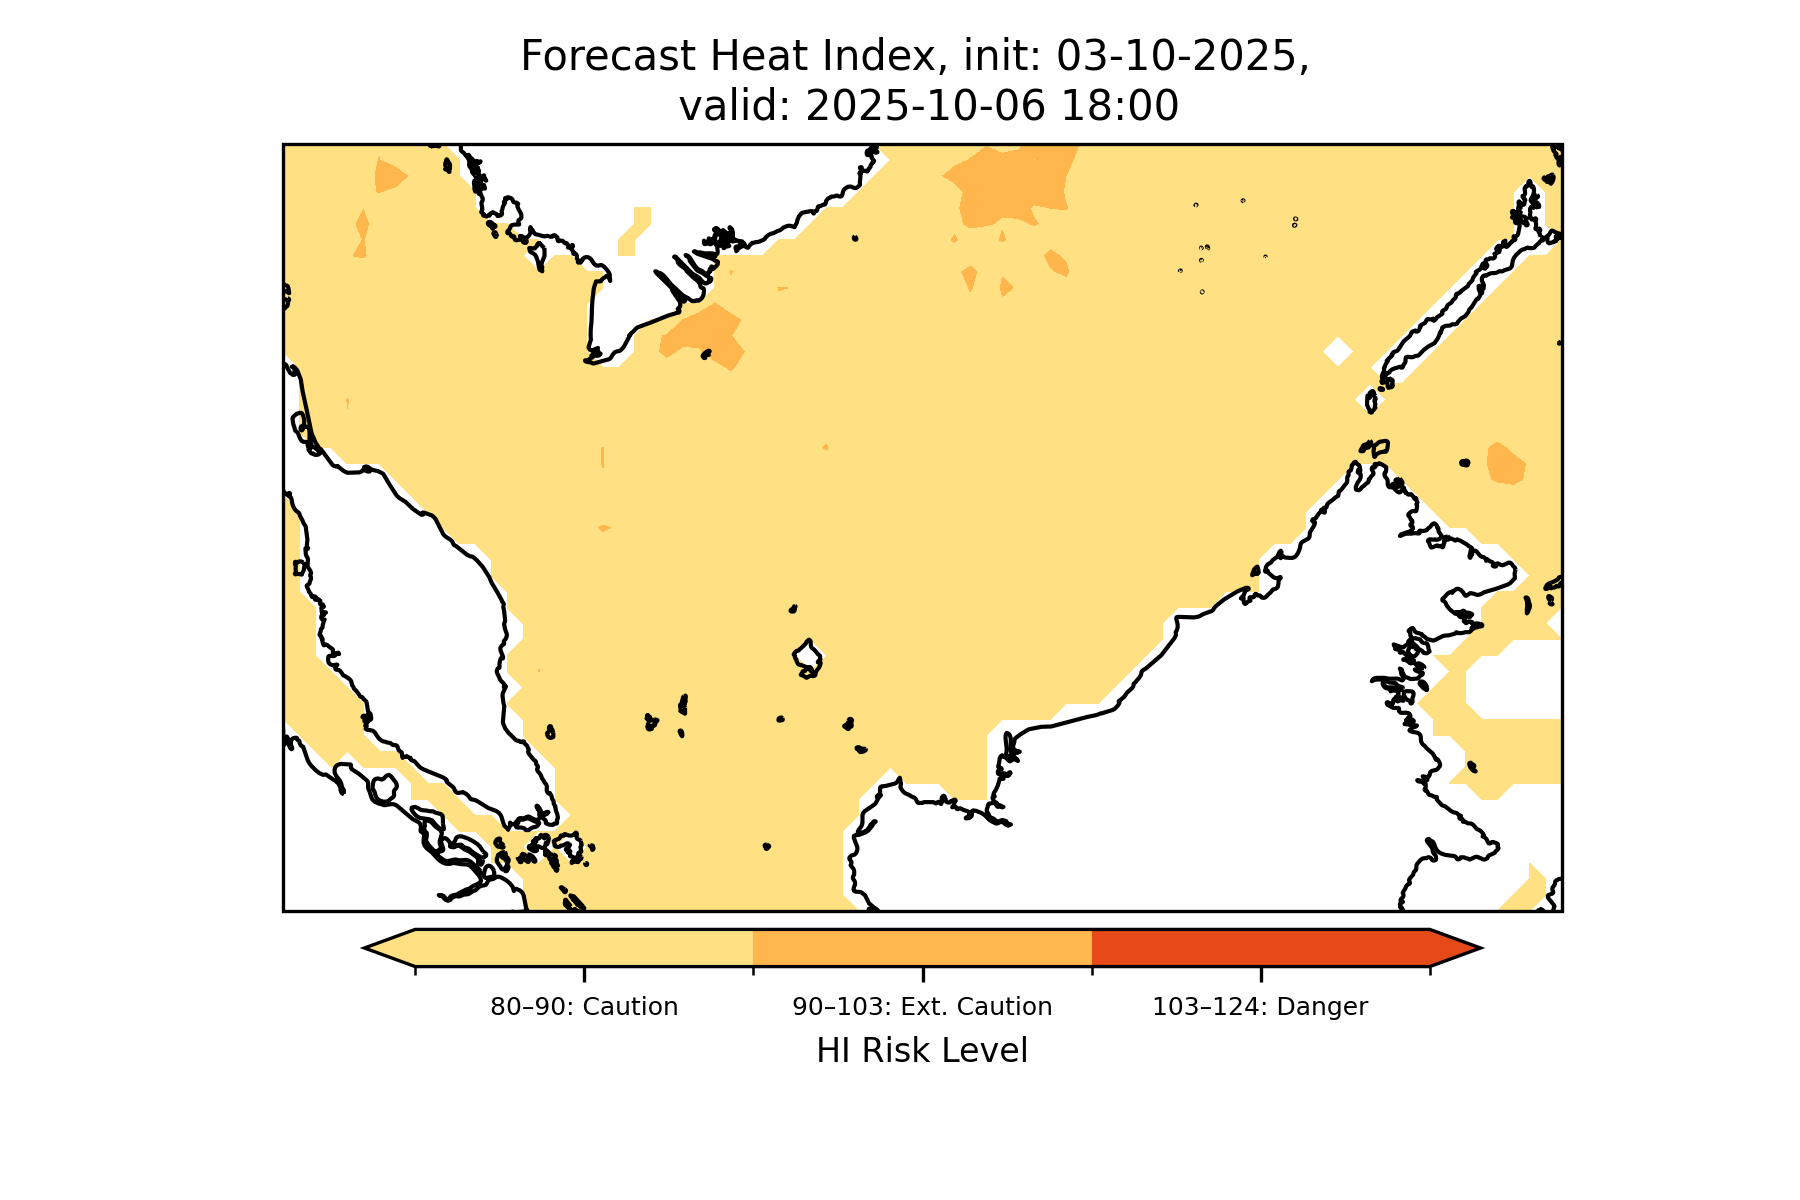 Forecast Heat Index, init: 03-10-2025,
valid: 2025-10-06 18:00
80–90: Caution
90–103: Ext. Caution
103–124: Danger
HI Risk Level